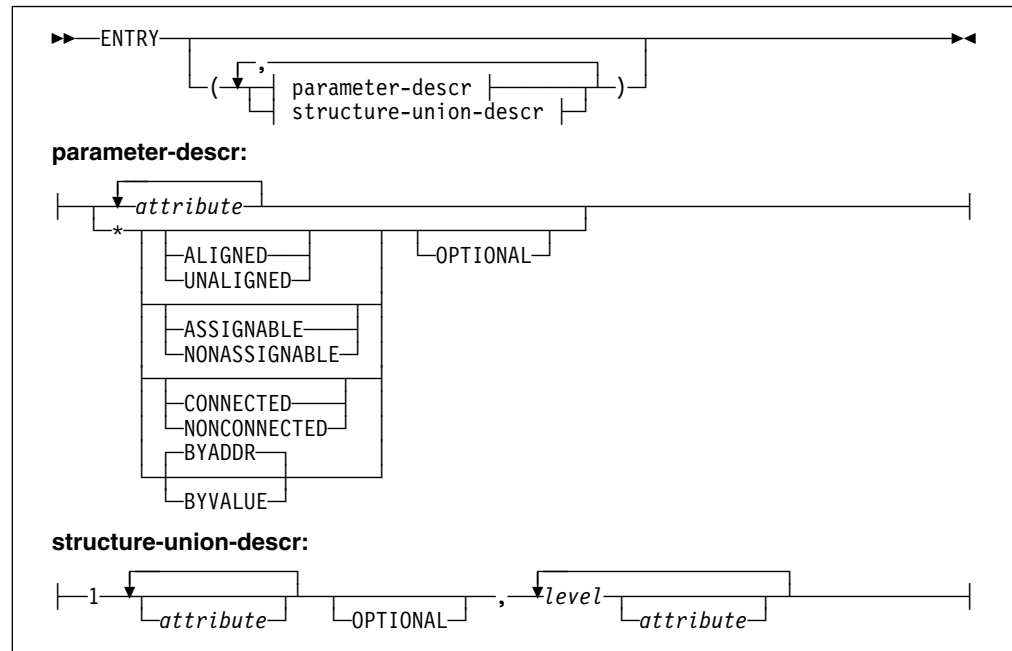 ENTRY
,
( parameter-descr )
structure-union-descr
parameter-descr:
attribute
*
ALIGNED OPTIONAL
UNALIGNED
ASSIGNABLE
NONASSIGNABLE
CONNECTED
NONCONNECTED
BYADDR
BYVALUE
structure-union-descr:
1 , level
attribute OPTIONAL attribute